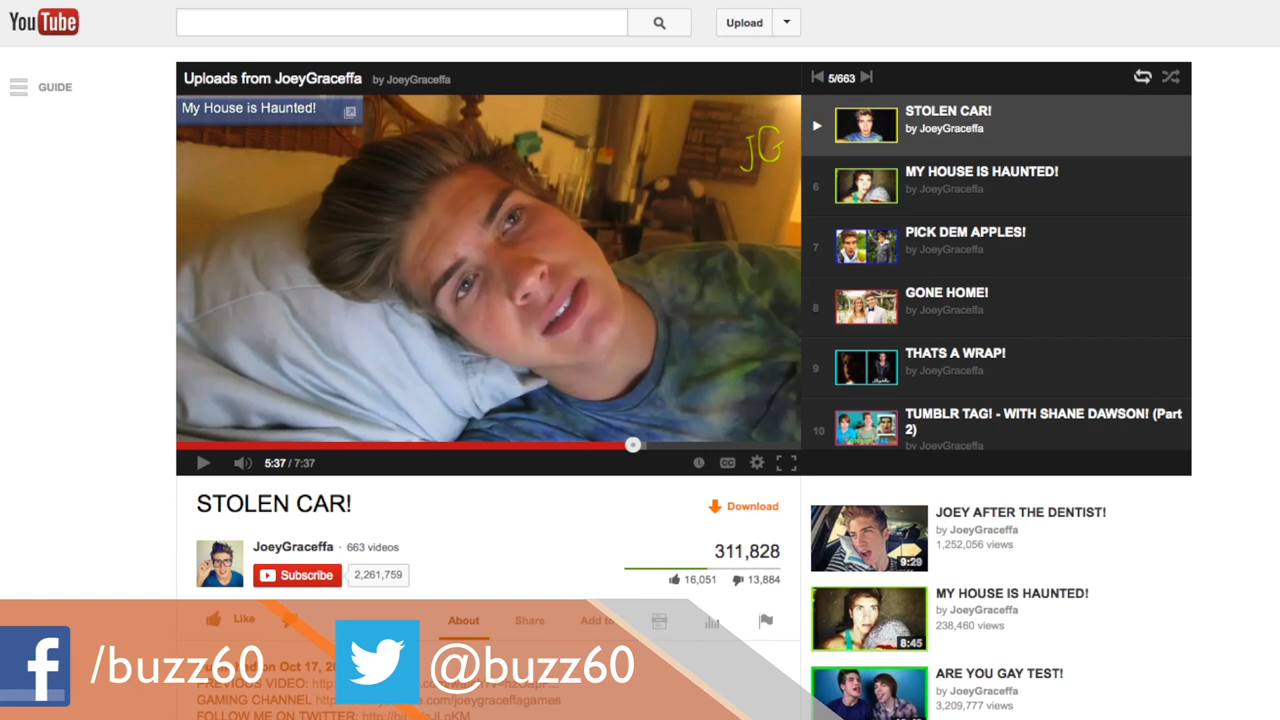 YouTube
Upload
GUIDE
Uploads from JoeyGraceffa by JoeyGraceffa
5/663
My House is Haunted!
JG
STOLEN CAR!
by JoeyGraceffa
6
MY HOUSE IS HAUNTED!
by JoeyGraceffa
7
PICK DEM APPLES!
by JoeyGraceffa
8
GONE HOME!
by JoeyGraceffa
9
THATS A WRAP!
by JoeyGraceffa
10
TUMBLR TAG! - WITH SHANE DAWSON! (Part
2)
by JoeyGraceffa
5:37 / 7:37
CC
STOLEN CAR!
Download
JoeyGraceffa · 663 videos
Subscribe 2,261,759
311,828
16,051 13,884
Like
About Share Add to
on Oct 17,
PREVIOUS VIDEO:
GAMING CHANNEL
FOLLOW ME ON TWITTER:
f /buzz60
@buzz60
JOEY AFTER THE DENTIST!
by JoeyGraceffa
1,252,056 views
9:29
MY HOUSE IS HAUNTED!
by JoeyGraceffa
238,460 views
8:45
ARE YOU GAY TEST!
by JoeyGraceffa
3,209,777 views